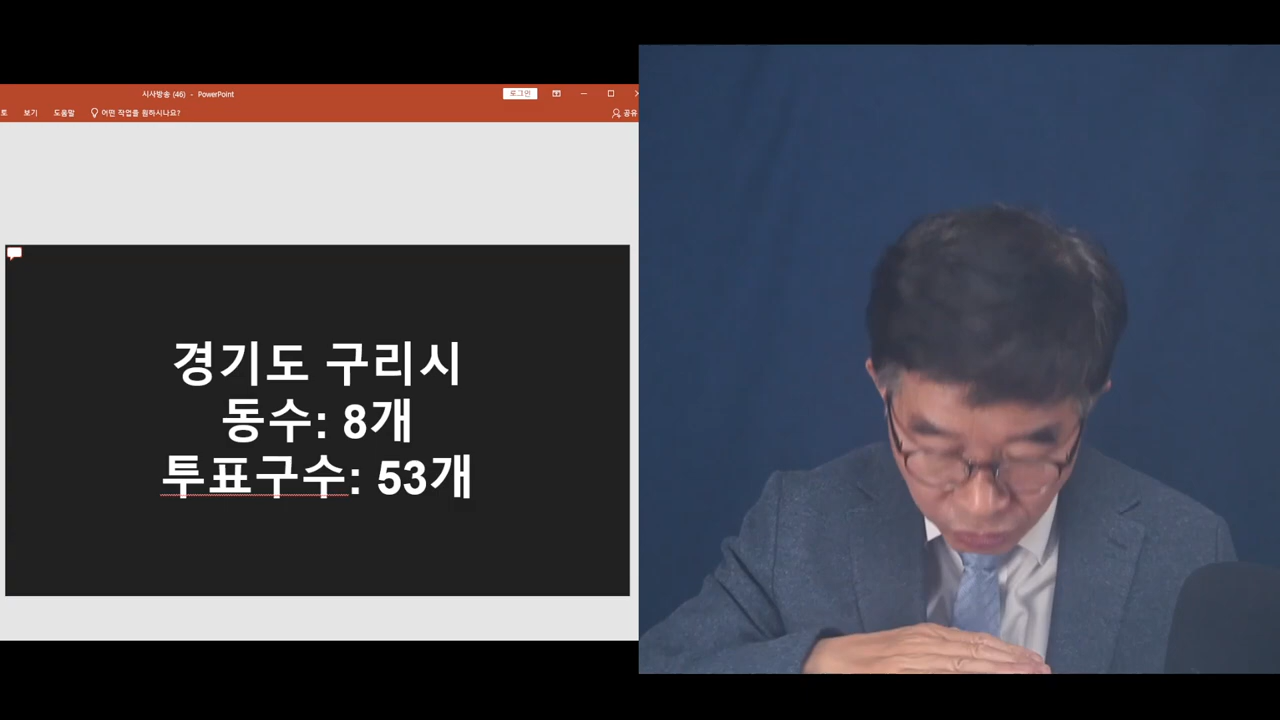 시사방송 (46) - PowerPoint
로그인
토 보기 도움말 어떤 작업을 원하시나요? 공유
경기도 구리시
동수: 8개
투표구수: 53개